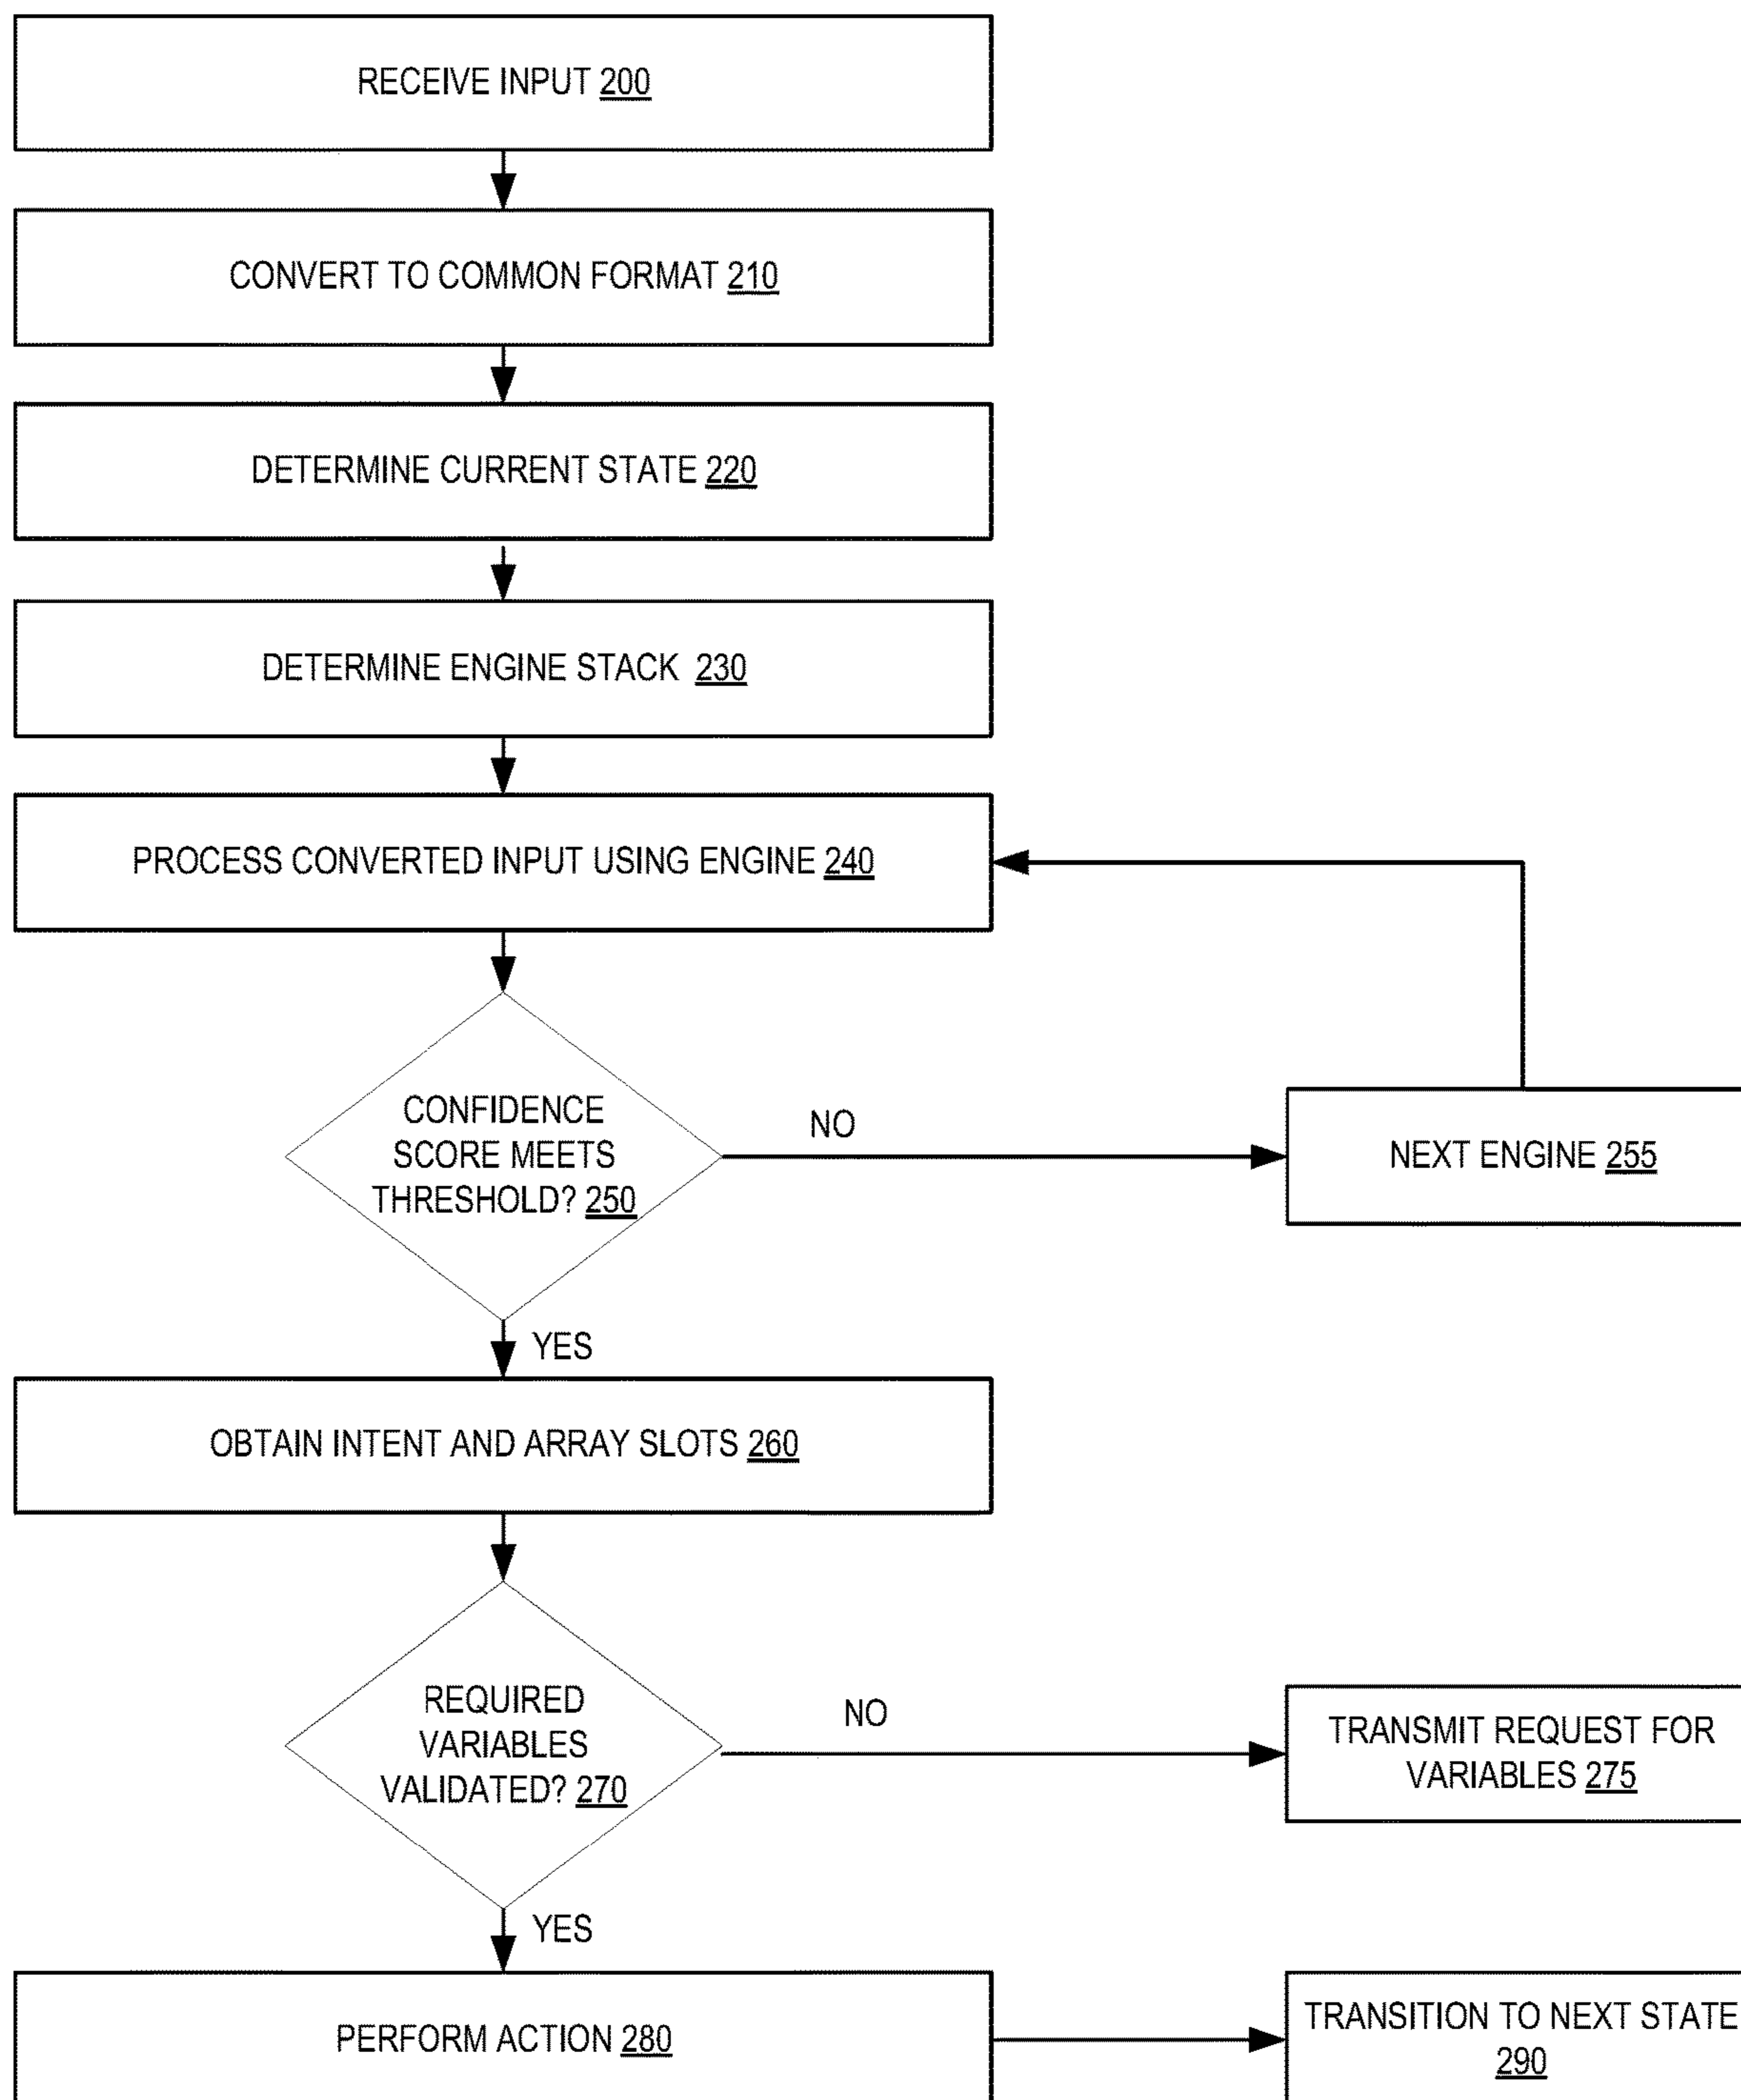 RECEIVE INPUT 200
CONVERT TO COMMON FORMAT 210
DETERMINE CURRENT STATE 220
DETERMINE ENGINE STACK 230
PROCESS CONVERTED INPUT USING ENGINE 240
CONFIDENCE
SCORE MEETS
THRESHOLD? 250
NO
NEXT ENGINE 255
YES
OBTAIN INTENT AND ARRAY SLOTS 260
REQUIRED
VARIABLES
VALIDATED? 270
NO
TRANSMIT REQUEST FOR
VARIABLES 275
YES
PERFORM ACTION 280
TRANSITION TO NEXT STATE
290